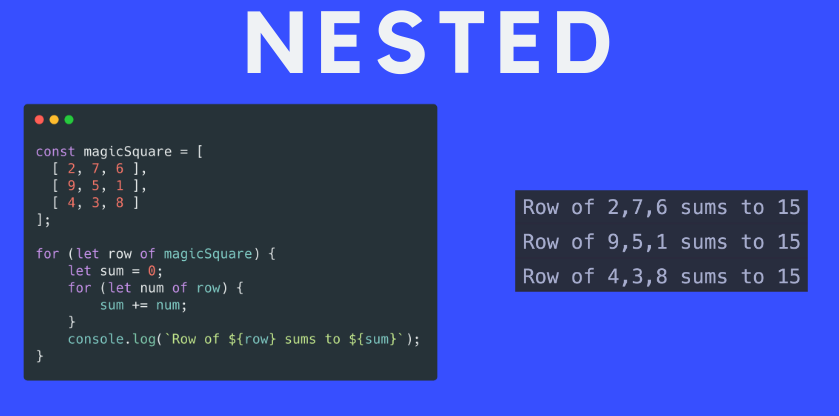 NESTED
const magicSquare = [
  [ 2, 7, 6 ],
  [ 9, 5, 1 ],
  [ 4, 3, 8 ]
];
for (let row of magicSquare) {
    let sum = 0;
    for (let num of row) {
        sum += num;
    }
    console.log(`Row of ${row} sums to ${sum}`);
}
Row of 2,7,6 sums to 15
Row of 9,5,1 sums to 15
Row of 4,3,8 sums to 15